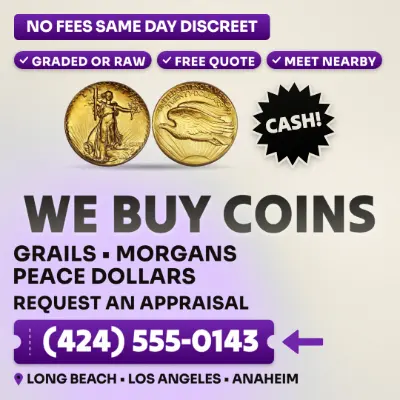 NO FEES SAME DAY DISCREET
✓ GRADED OR RAW ✓ FREE QUOTE ✓ MEET NEARBY
CASH!
WE BUY COINS
GRAILS ▪ MORGANS
PEACE DOLLARS
REQUEST AN APPRAISAL
(424) 555-0143
LONG BEACH ▪ LOS ANGELES ▪ ANAHEIM